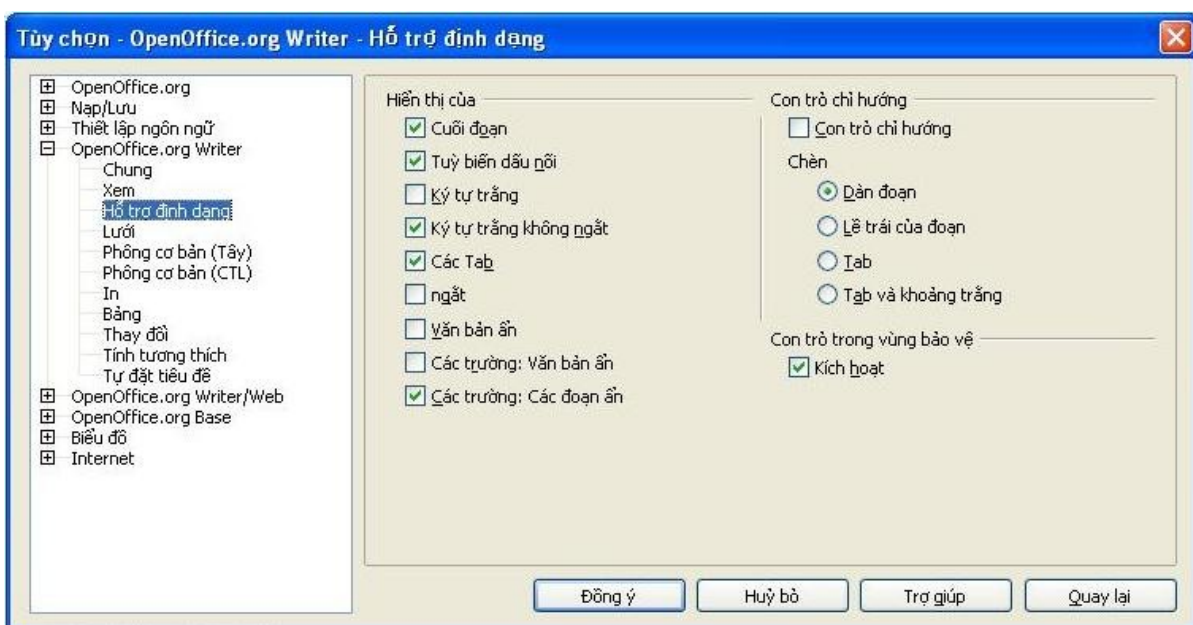 Tùy chọn - OpenOffice.org Writer - Hỗ trợ định dạng
OpenOffice.org
Nạp/Lưu
Thiết lập ngôn ngữ
OpenOffice.org Writer
Chung
Xem
Hỗ trợ định dạng
Lưới
Phông cơ bản (Tây)
Phông cơ bản (CTL)
In
Bảng
Thay đổi
Tính tương thích
Tự đặt tiêu đề
OpenOffice.org Writer/Web
OpenOffice.org Base
Biểu đồ
Internet
Hiển thị của
Cuối đoạn
Tuỳ biến dấu nối
Ký tự trắng
Ký tự trắng không ngắt
Các Tab
ngắt
Văn bản ẩn
Các trường: Văn bản ẩn
Các trường: Các đoạn ẩn
Con trỏ chỉ hướng
Con trỏ chỉ hướng
Chèn
Dàn đoạn
Lề trái của đoạn
Tab
Tab và khoảng trắng
Con trỏ trong vùng bảo vệ
Kích hoạt
Đồng ý
Huỷ bỏ
Trợ giúp
Quay lại